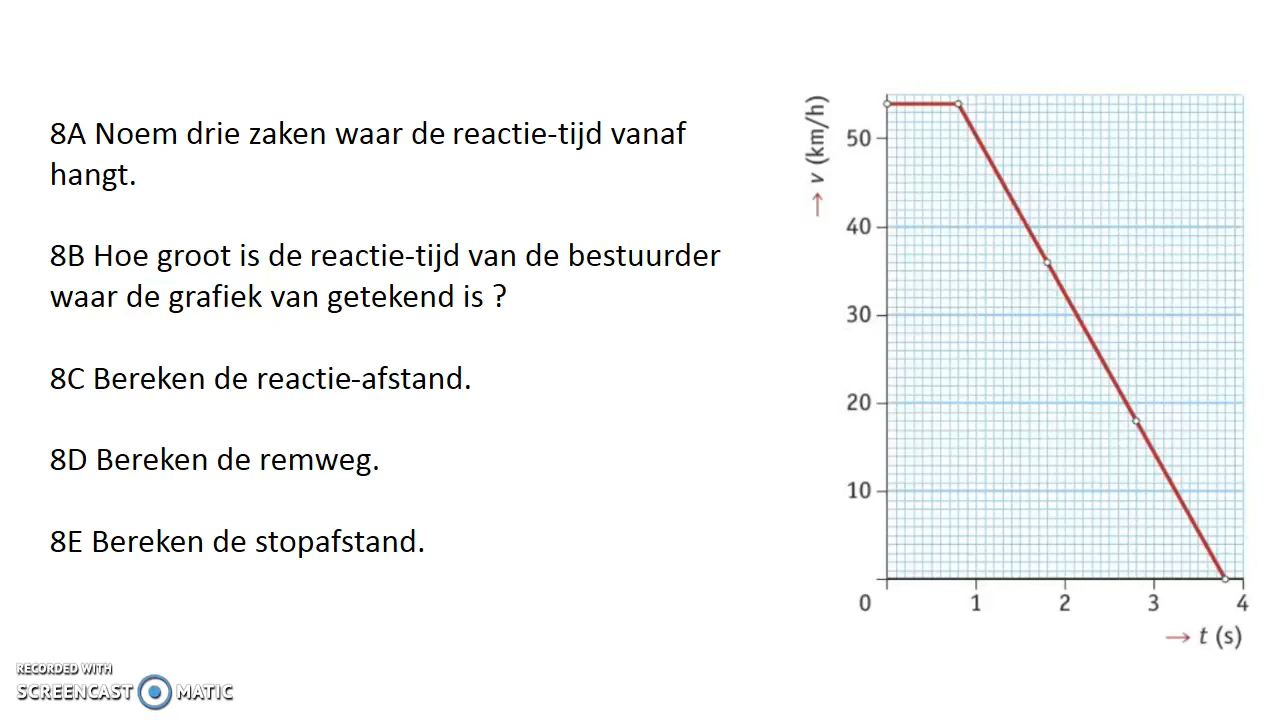 8A Noem drie zaken waar de reactie-tijd vanaf
hangt.
8B Hoe groot is de reactie-tijd van de bestuurder
waar de grafiek van getekend is ?
8C Bereken de reactie-afstand.
8D Bereken de remweg.
8E Bereken de stopafstand.
→ v (km/h)
50
40
30
20
10
0 1 2 3 4
→ t (s)
RECORDED WITH
SCREENCAST MATIC